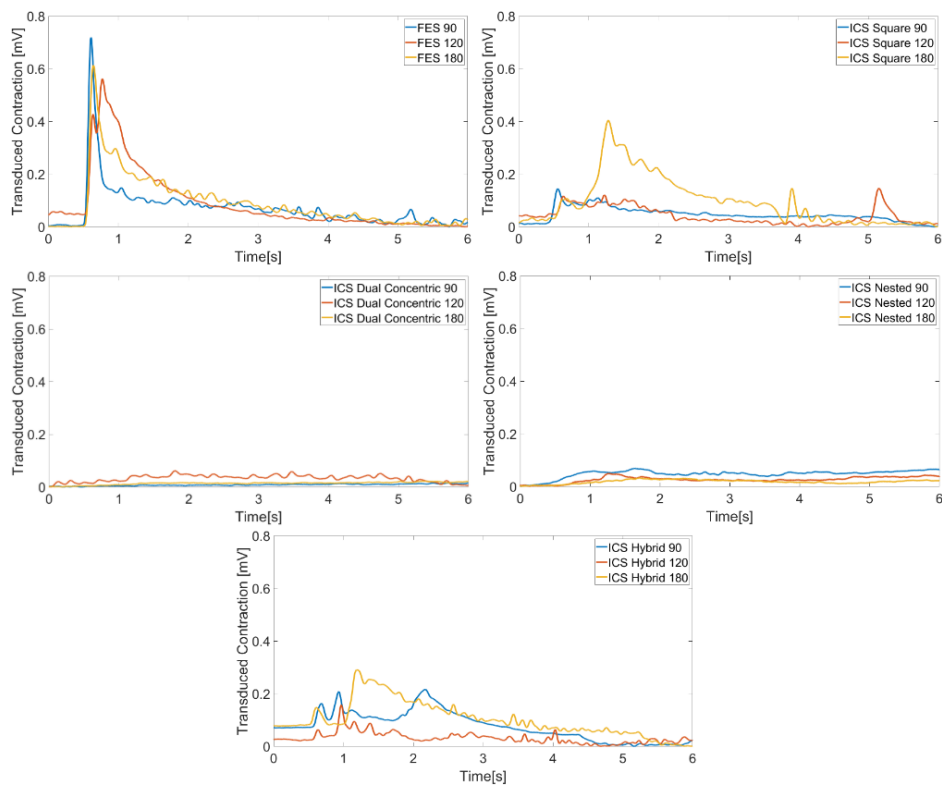 Transduced Contraction [mV]
0.8
0.6
0.4
0.2
0
FES 90
FES 120
FES 180
0 1 2 3 4 5 6
Time[s]
Transduced Contraction [mV]
0.8
0.6
0.4
0.2
0
ICS Square 90
ICS Square 120
ICS Square 180
0 1 2 3 4 5 6
Time[s]
Transduced Contraction [mV]
0.8
0.6
0.4
0.2
0
ICS Dual Concentric 90
ICS Dual Concentric 120
ICS Dual Concentric 180
0 1 2 3 4 5 6
Time[s]
Transduced Contraction [mV]
0.8
0.6
0.4
0.2
0
ICS Nested 90
ICS Nested 120
ICS Nested 180
0 1 2 3 4 5 6
Time[s]
Transduced Contraction [mV]
0.8
0.6
0.4
0.2
0
ICS Hybrid 90
ICS Hybrid 120
ICS Hybrid 180
0 1 2 3 4 5 6
Time[s]